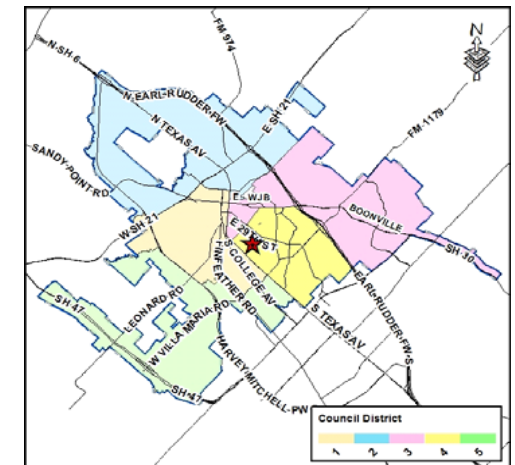 FM 974
N
N-SH-6
N-EARL-RUDDER-FW
E SH 21
N TEXAS AV
FM 1179
SANDY-POINT-RD
E WJB
BOONVILLE
W-SH 21
E 29TH ST
SH-30
S-COLLEGE-AV
FINFEATHER RD
EARL-RUDDER-FW-S
LEONARD RD
S TEXAS AV
SH 47
W VILLA MARIA RD
SH-47
HARVEY-MITCHELL-PW
Council District
1 2 3 4 5